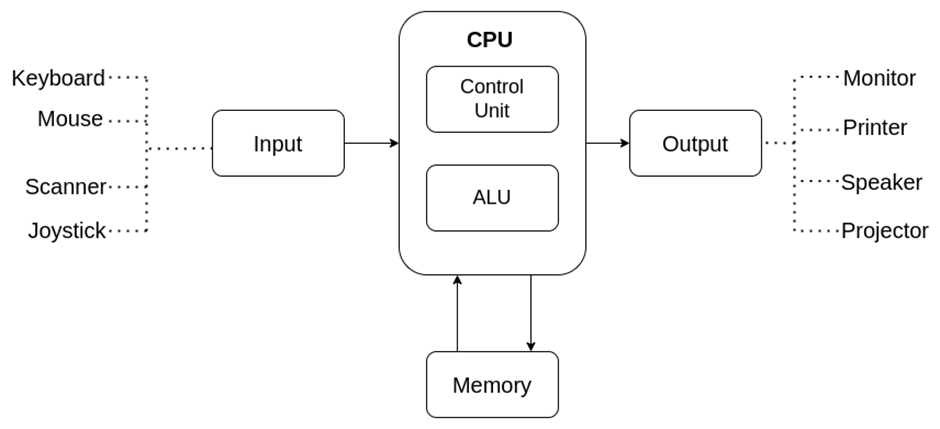 CPU
Control
Unit
ALU
Keyboard
Mouse
Scanner
Joystick
Input
Output
Monitor
Printer
Speaker
Projector
Memory